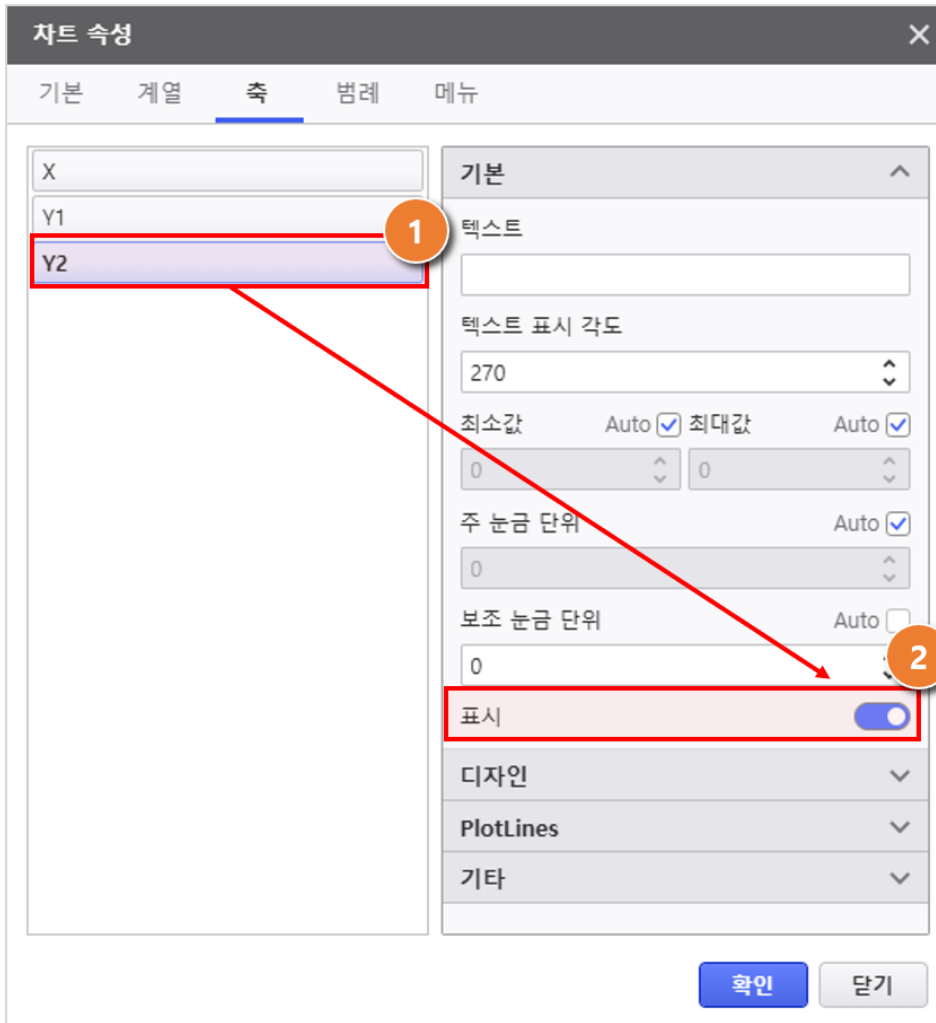 차트 속성
기본 계열 축 범례 메뉴
X
Y1
Y2
1
기본
텍스트
텍스트 표시 각도
270
최소값 Auto 최대값 Auto
0 0
주 눈금 단위 Auto
0
보조 눈금 단위 Auto
0
2
표시
디자인
PlotLines
기타
확인 닫기